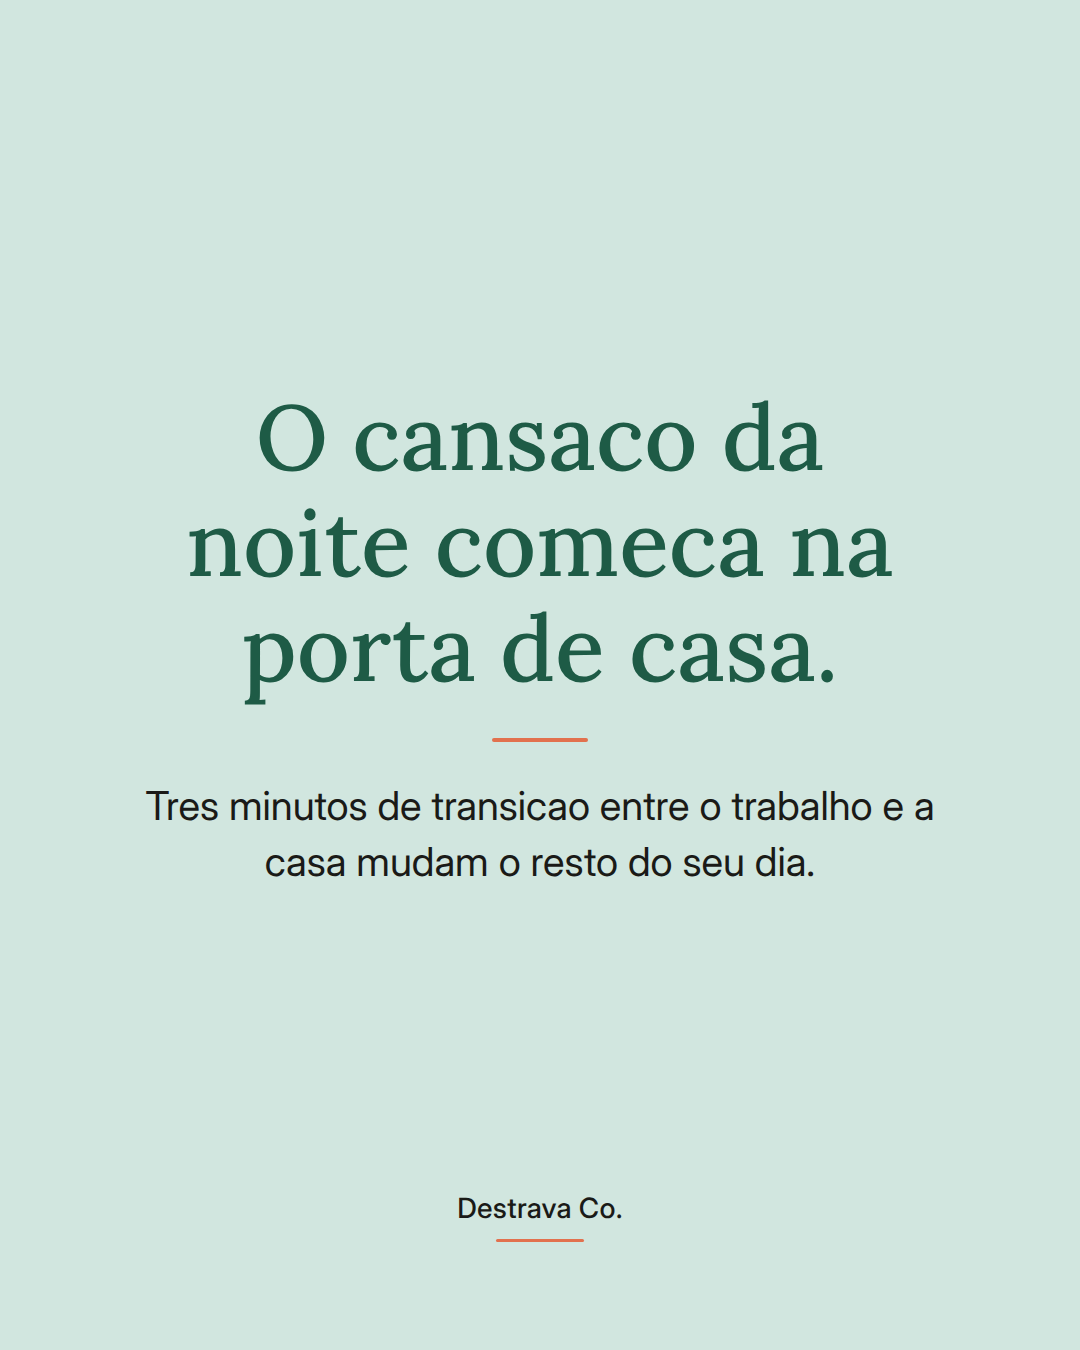 O cansaco da
noite comeca na
porta de casa.
Tres minutos de transicao entre o trabalho e a
casa mudam o resto do seu dia.
Destrava Co.